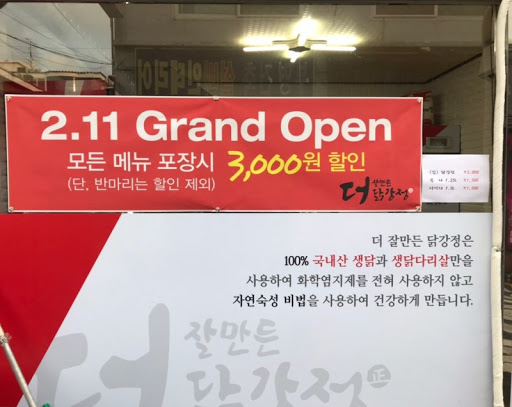 2.11 Grand Open
모든 메뉴 포장시 3,000원 할인
(단, 반마리는 할인 제외)
더 잘만든 닭강정
더 잘만든 닭강정은
100% 국내산 생닭과 생닭다리살만을
사용하여 화학염지제를 전혀 사용하지 않고
자연숙성 비법을 사용하여 건강하게 만듭니다.
더 잘만든
닭강정 正